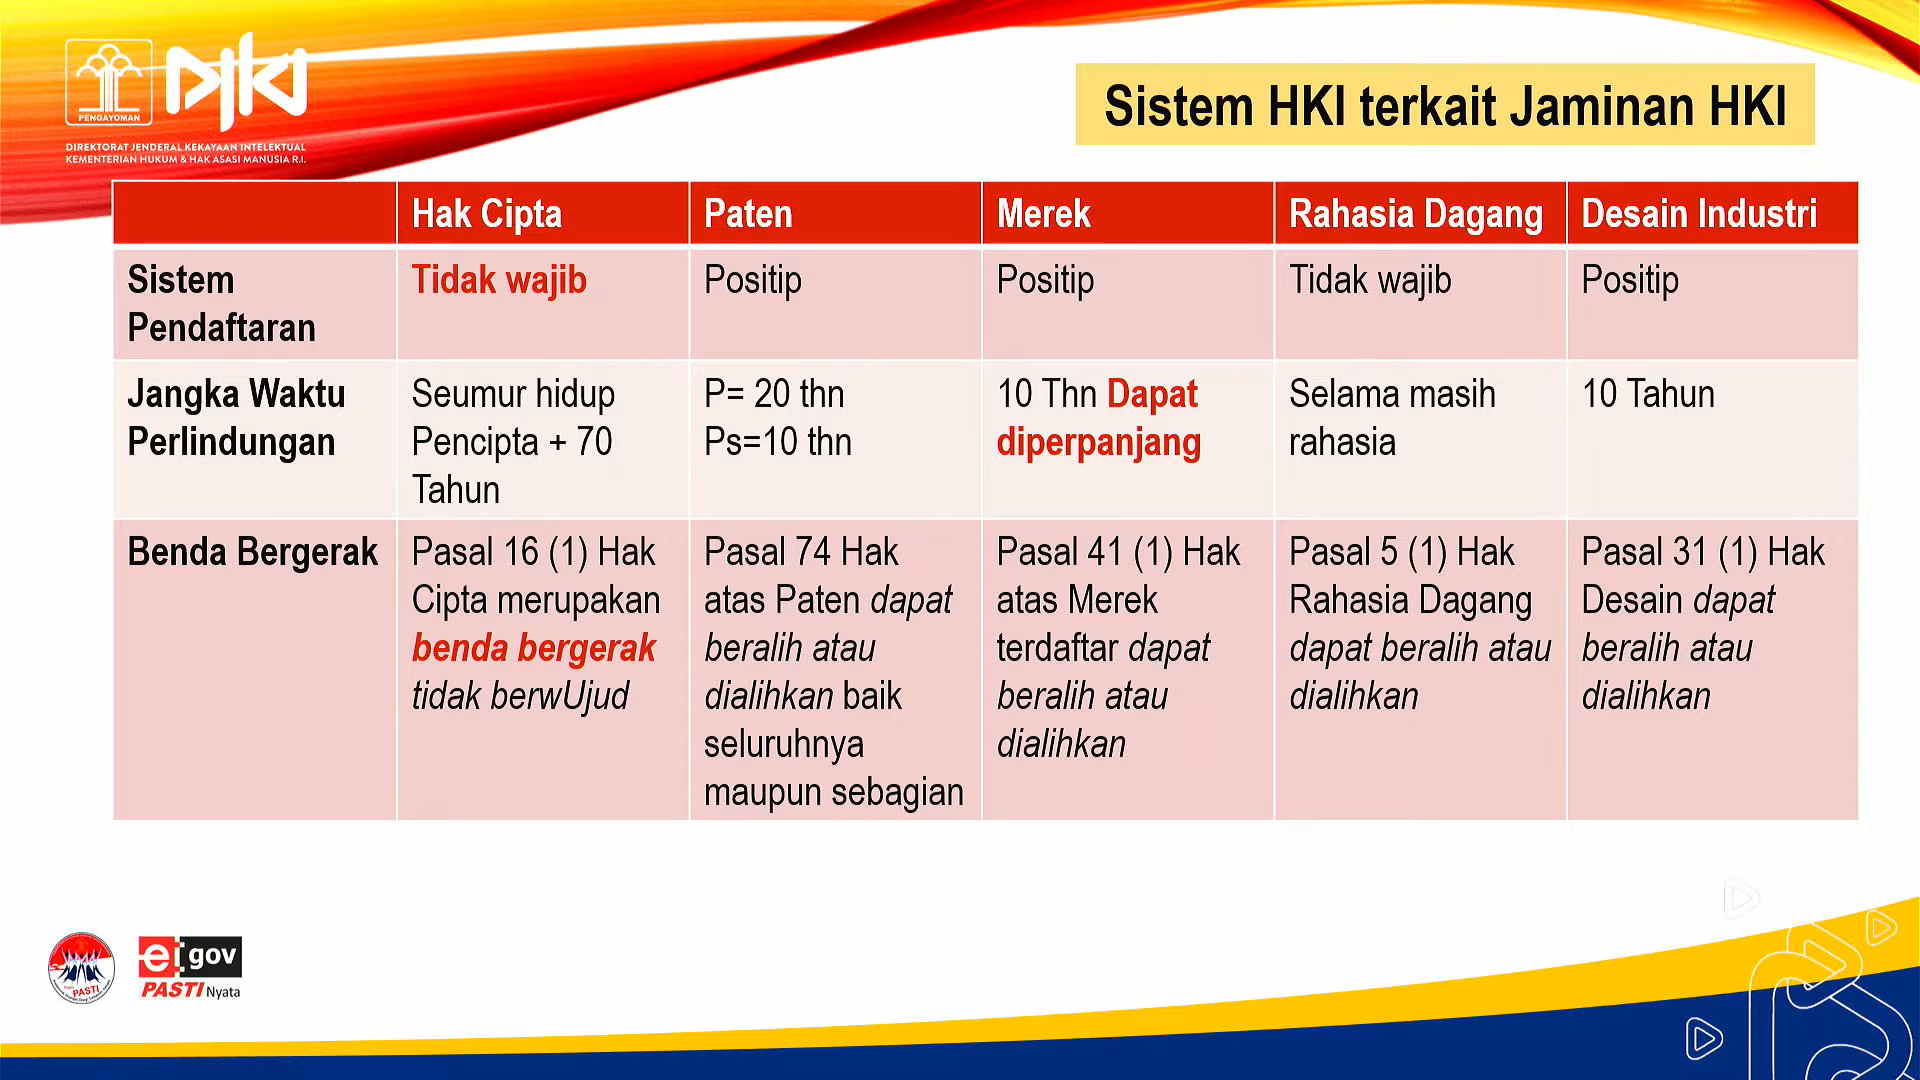 PENGAYOMAN
DJKI
DIREKTORAT JENDERAL KEKAYAAN INTELEKTUAL
KEMENTERIAN HUKUM & HAK ASASI MANUSIA R.I.
Sistem HKI terkait Jaminan HKI
Hak Cipta
Paten
Merek
Rahasia Dagang
Desain Industri
Sistem
Pendaftaran
Tidak wajib
Positip
Positip
Tidak wajib
Positip
Jangka Waktu
Perlindungan
Seumur hidup
Pencipta + 70
Tahun
P= 20 thn
Ps=10 thn
10 Thn Dapat
diperpanjang
Selama masih
rahasia
10 Tahun
Benda Bergerak
Pasal 16 (1) Hak
Cipta merupakan
benda bergerak
tidak berwUjud
Pasal 74 Hak
atas Paten dapat
beralih atau
dialihkan baik
seluruhnya
maupun sebagian
Pasal 41 (1) Hak
atas Merek
terdaftar dapat
beralih atau
dialihkan
Pasal 5 (1) Hak
Rahasia Dagang
dapat beralih atau
dialihkan
Pasal 31 (1) Hak
Desain dapat
beralih atau
dialihkan
PASTI
e:gov
PASTI Nyata